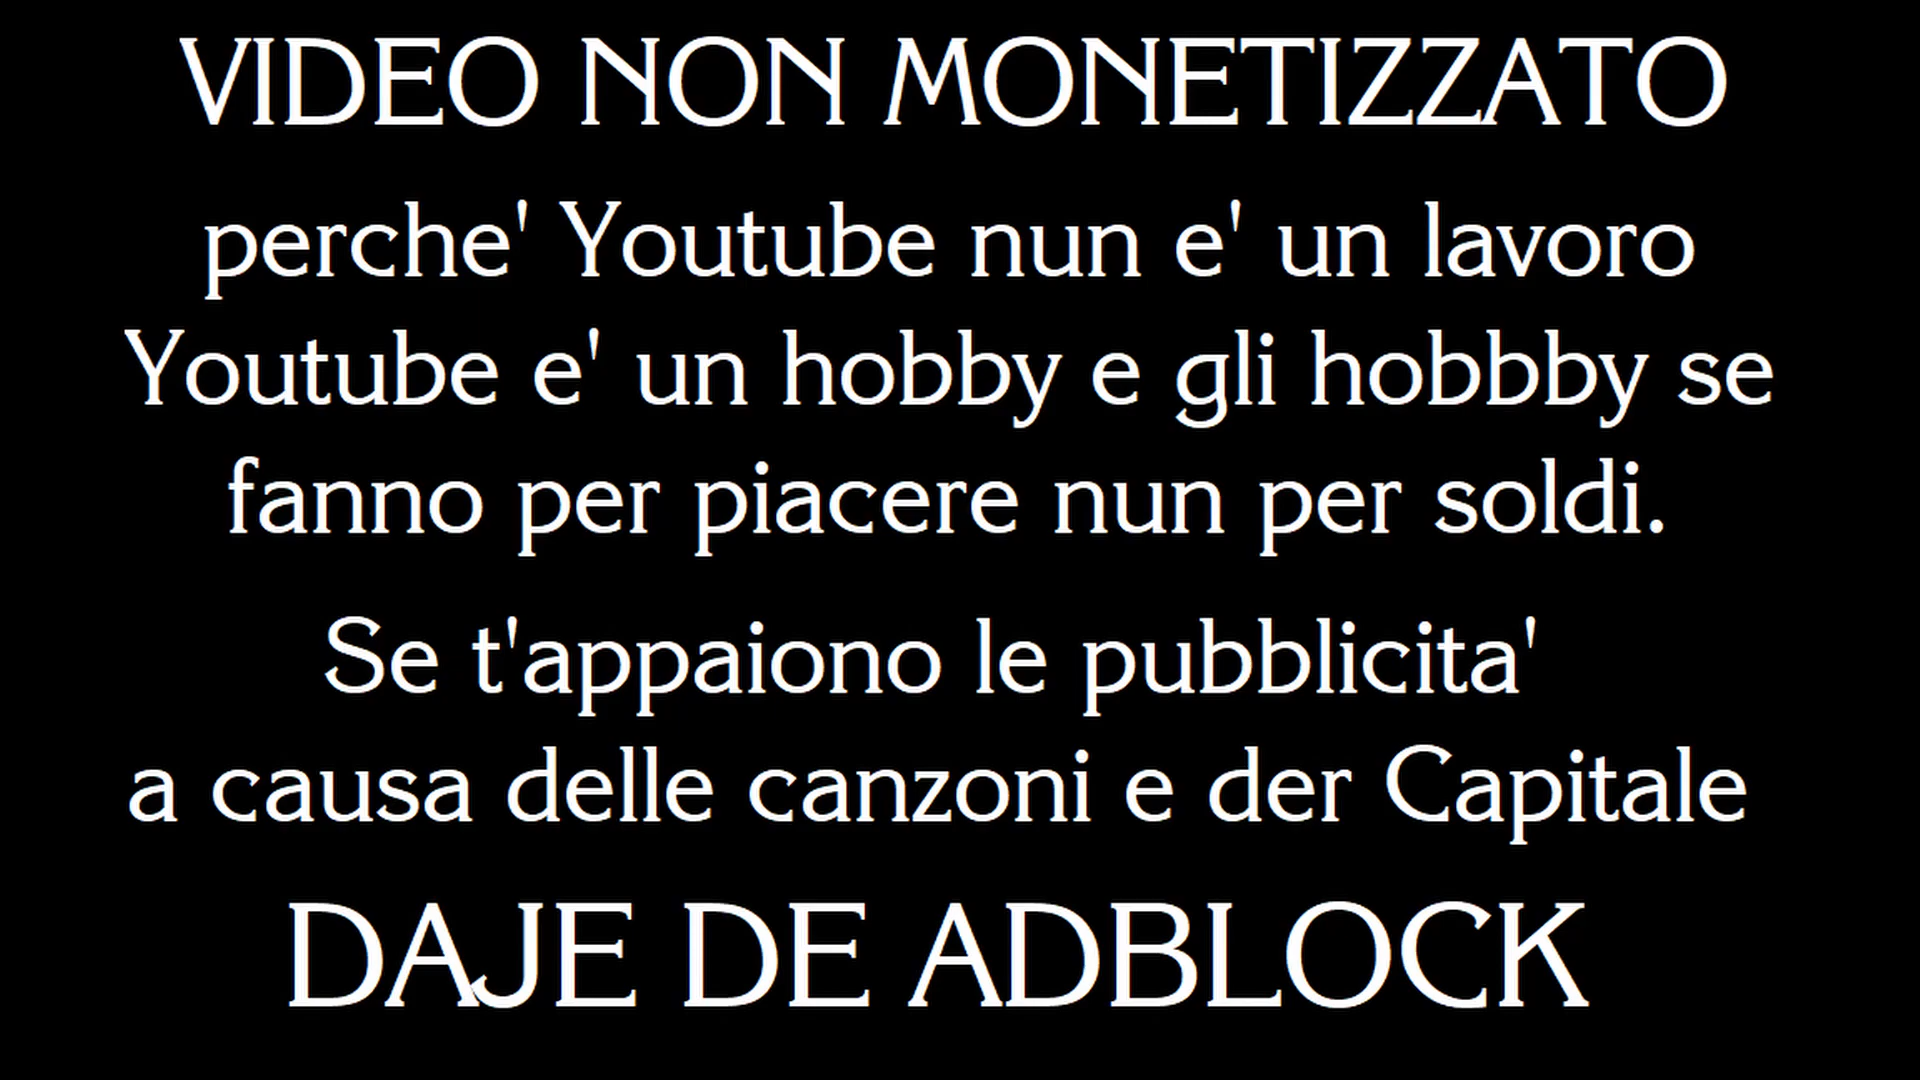 VIDEO NON MONETIZZATO
perche' Youtube nun e' un lavoro
Youtube e' un hobby e gli hobbby se
fanno per piacere nun per soldi.
Se t'appaiono le pubblicita'
a causa delle canzoni e der Capitale
DAJE DE ADBLOCK